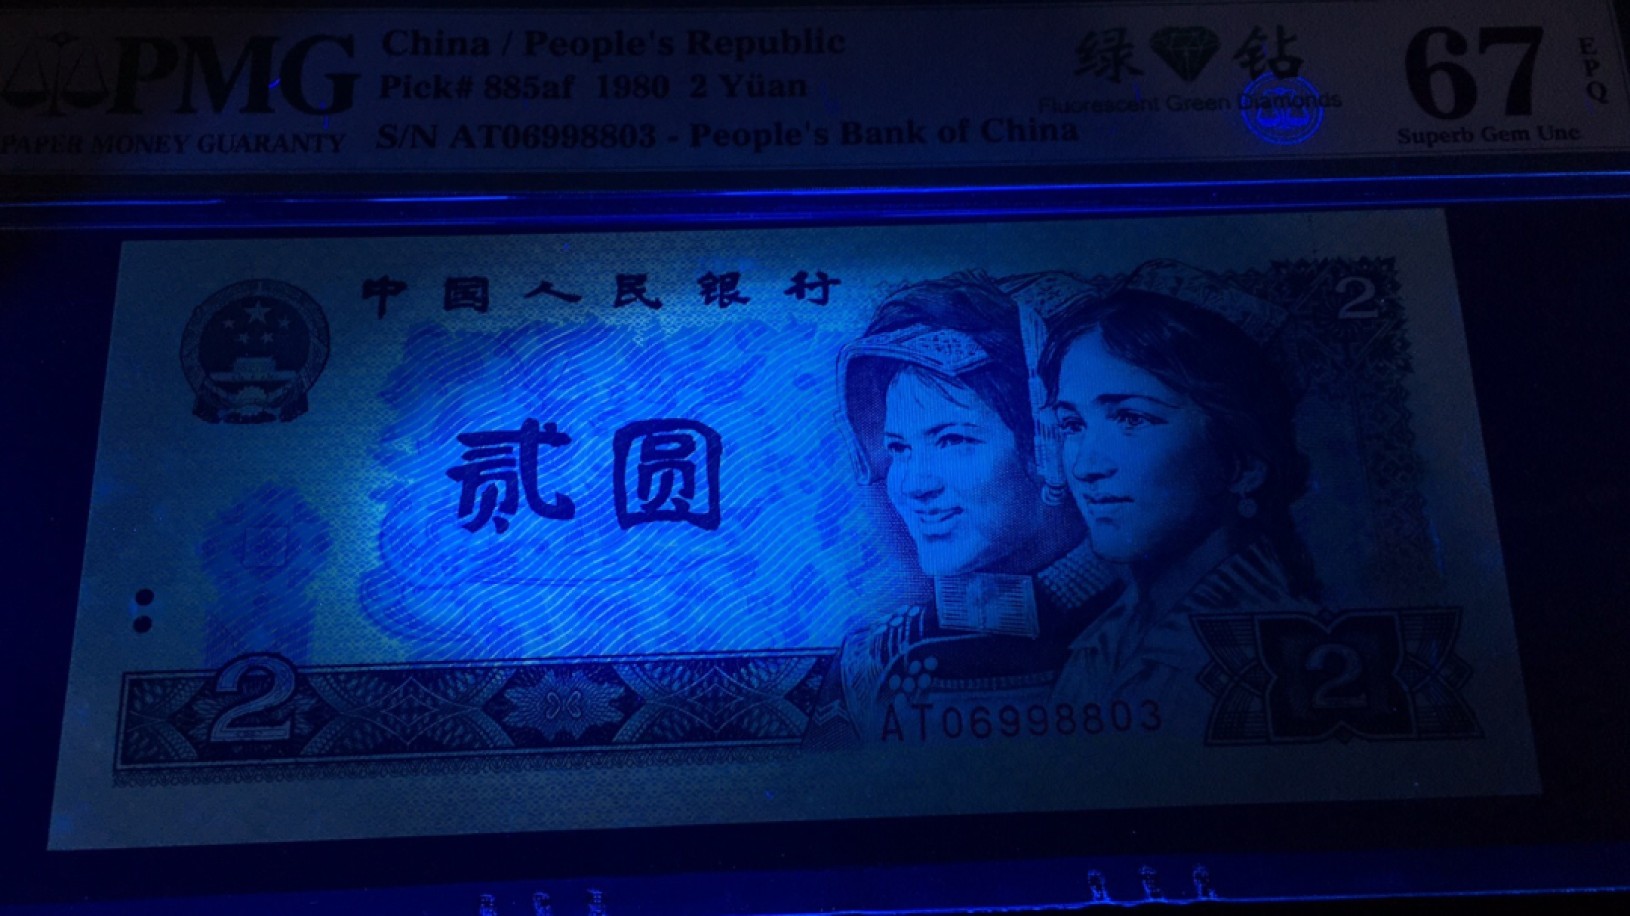 PMG
PAPER MONEY GUARANTY
China / People's Republic
Pick# 885af 1980 2 Yüan
S/N AT06998803 - People's Bank of China
绿 钻
Fluorescent Green Diamonds
67
EPQ
Superb Gem Unc
中国人民银行
2
贰圆
2
AT06998803
2